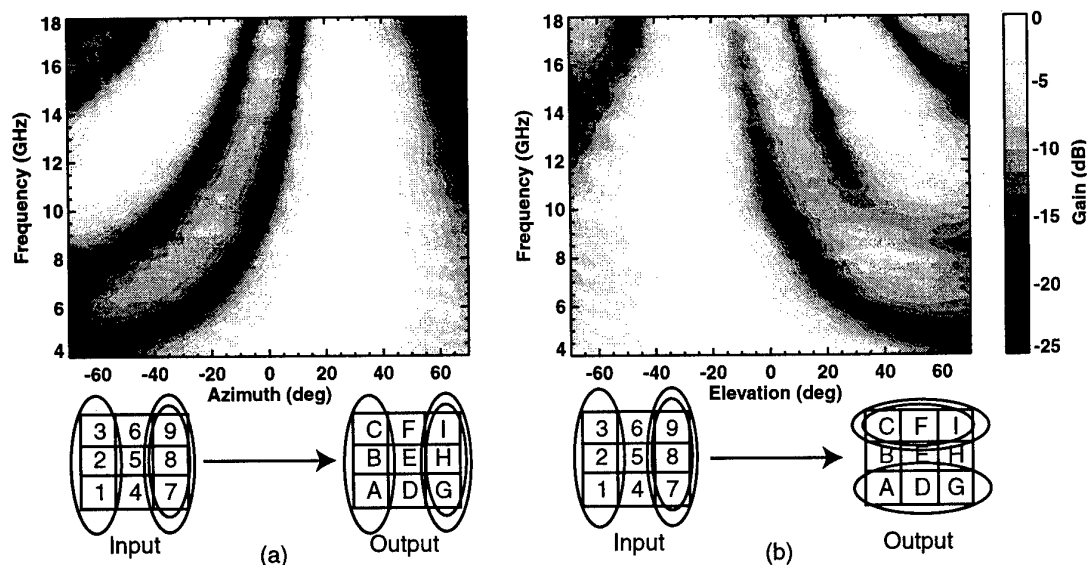 18
16
14
12
10
8
6
4
Frequency (GHz)
-60 -40 -20 0 20 40 60
Azimuth (deg)
18
16
14
12
10
8
6
4
Frequency (GHz)
-60 -40 -20 0 20 40 60
Elevation (deg)
0
-5
-10
-15
-20
-25
Gain (dB)
3 6 9
2 5 8
1 4 7
Input
(a)
C F I
B E H
A D G
Output
3 6 9
2 5 8
1 4 7
Input
(b)
C F I
B E H
A D G
Output